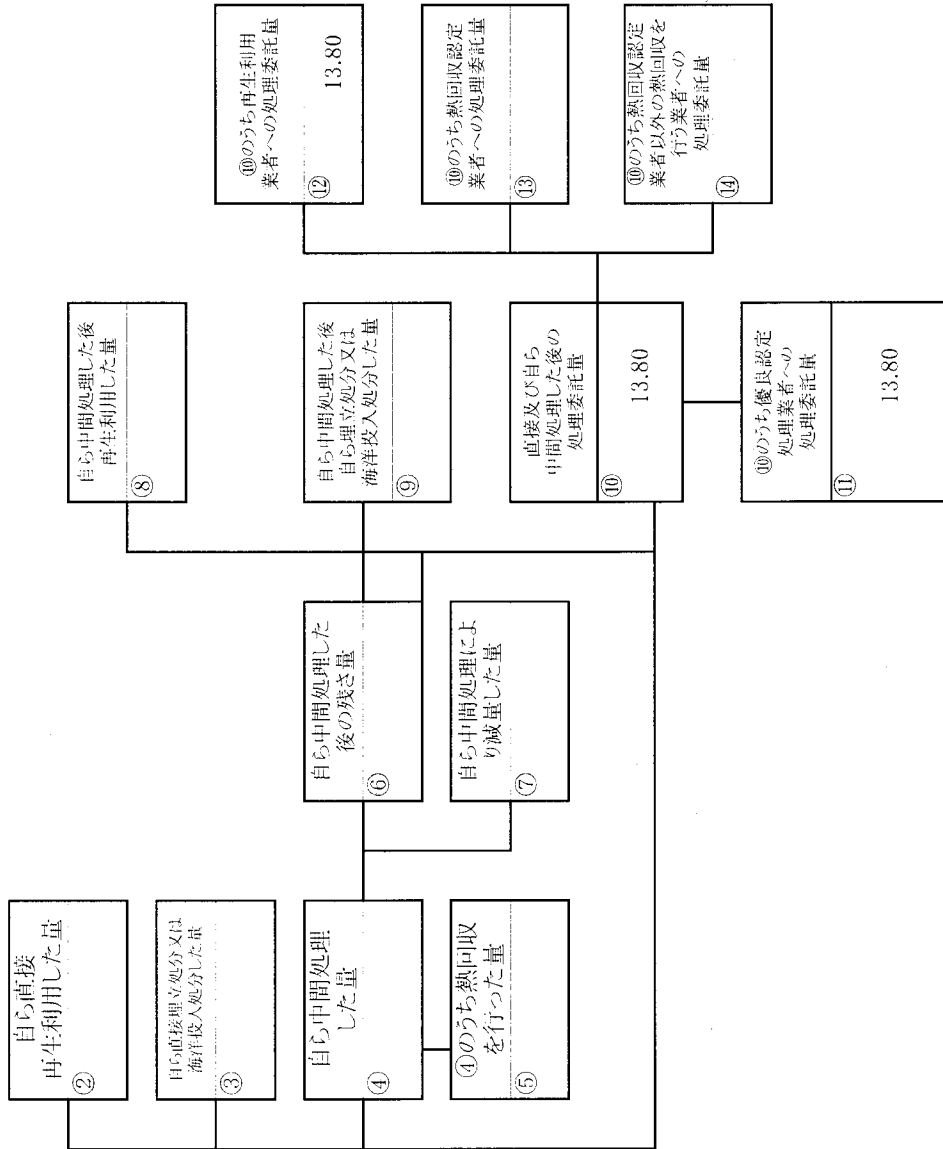 自ら直接
再生利用した量
②
自ら直接埋立処分又は
海洋投入処分した量
③
自ら中間処理
した量
④
④のうち熱回収
を行った量
⑤
自ら中間処理した
後の残さ量
⑥
自ら中間処理によ
り減量した量
⑦
自ら中間処理した後
再生利用した量
⑧
自ら中間処理した後
自ら埋立処分又は
海洋投入処分した量
⑨
直接及び自ら
中間処理した後の
処理委託量
⑩
13.80
⑩のうち優良認定
処理業者への
処理委託量
⑪
13.80
⑩のうち再生利用
業者への処理委託量
⑫
13.80
⑩のうち熱回収認定
業者への処理委託量
⑬
⑩のうち熱回収認定
業者以外の熱回収を
行う業者への
処理委託量
⑭